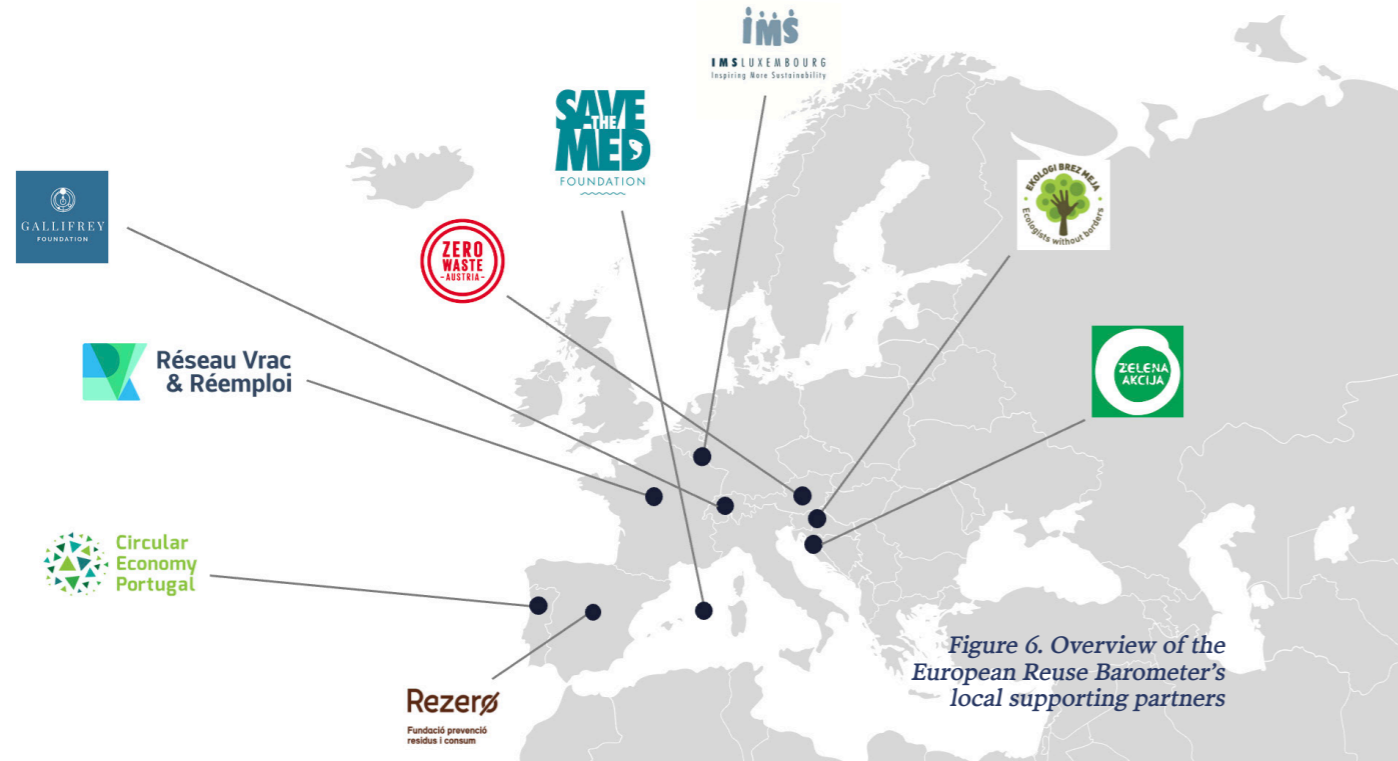 IMS
IMS LUXEMBOURG
Inspiring More Sustainability
SAVE
THE
MED
FOUNDATION
GALLIFREY
FOUNDATION
ZERO
WASTE
-AUSTRIA-
EKOLOGI BREZ MEJA
Ecologists without borders
Réseau Vrac
& Réemploi
ZELENA
AKCIJA
Circular
Economy
Portugal
Rezerø
Fundació prevenció
residus i consum
Figure 6. Overview of the
European Reuse Barometer's
local supporting partners